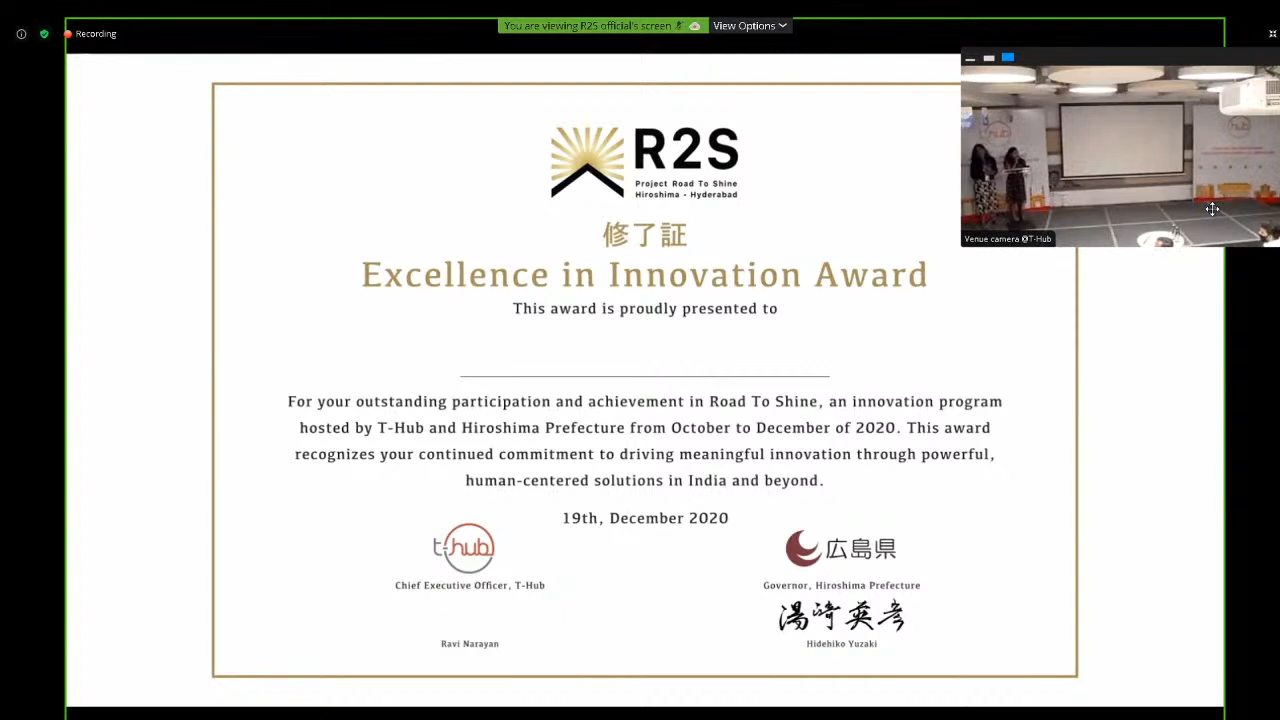 You are viewing R2S official's screen
View Options
Recording
R2S
Project Road To Shine
Hiroshima - Hyderabad
修了証
Excellence in Innovation Award
This award is proudly presented to
For your outstanding participation and achievement in Road To Shine, an innovation program
hosted by T-Hub and Hiroshima Prefecture from October to December of 2020. This award
recognizes your continued commitment to driving meaningful innovation through powerful,
human-centered solutions in India and beyond.
19th, December 2020
t-hub
広島県
Chief Executive Officer, T-Hub
Governor, Hiroshima Prefecture
湯﨑英彦
Ravi Narayan
Hidehiko Yuzaki
hub
Venue camera @T-Hub